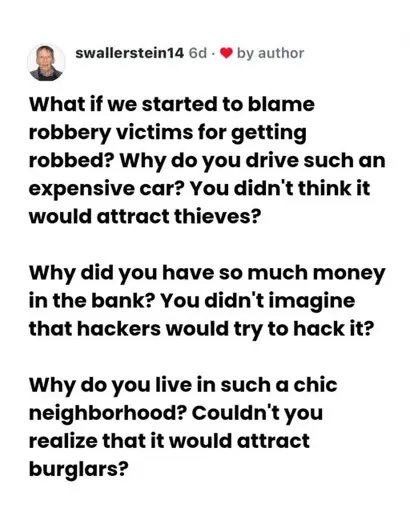 swallerstein14 6d · ❤️ by author
What if we started to blame
robbery victims for getting
robbed? Why do you drive such an
expensive car? You didn't think it
would attract thieves?
Why did you have so much money
in the bank? You didn't imagine
that hackers would try to hack it?
Why do you live in such a chic
neighborhood? Couldn't you
realize that it would attract
burglars?